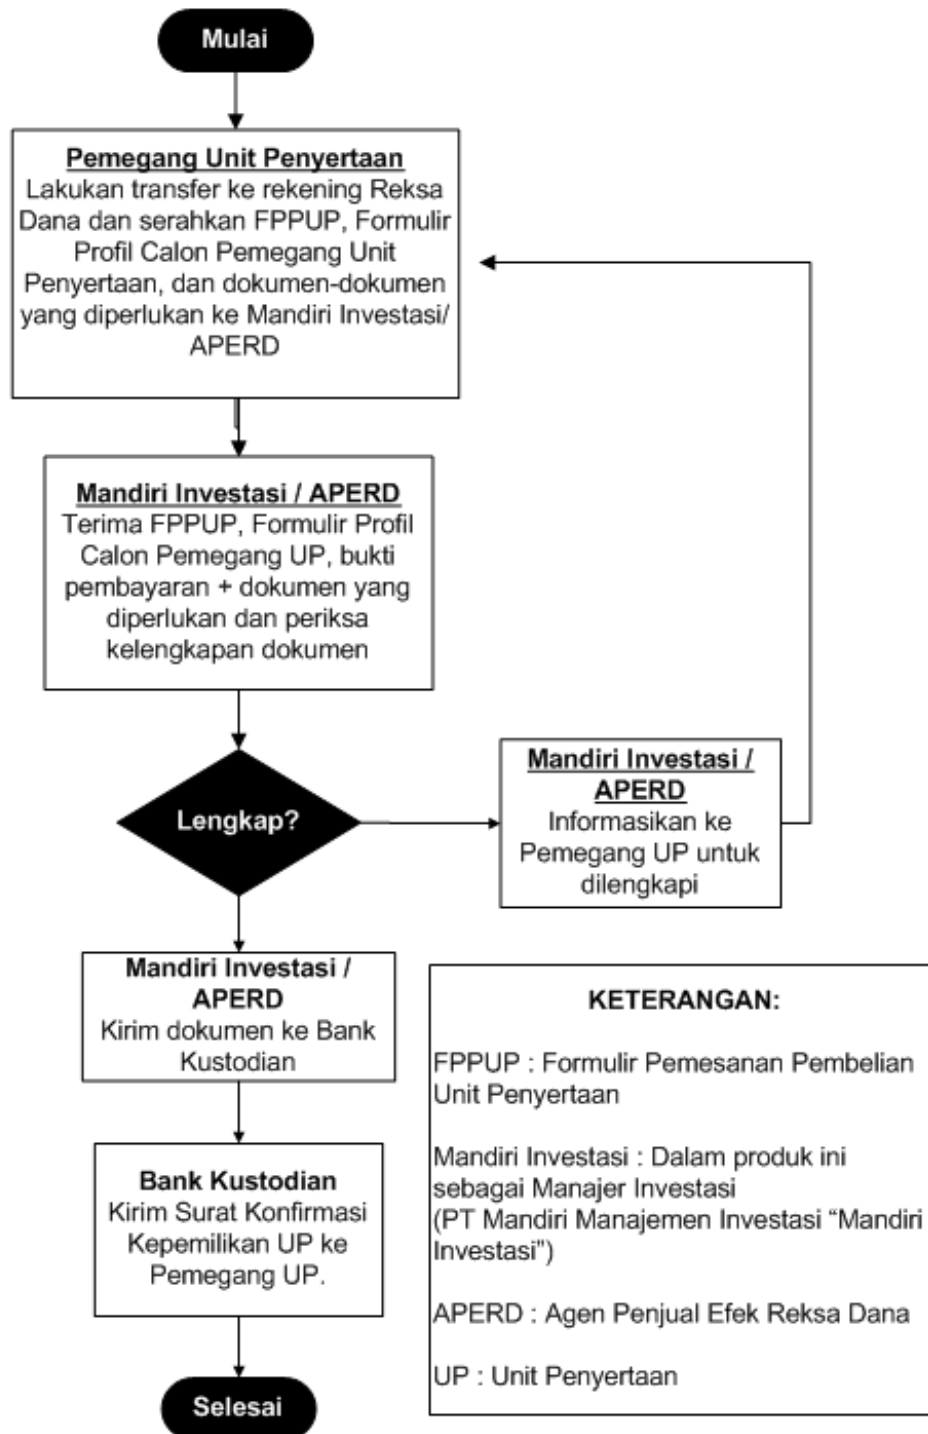 Mulai
Pemegang Unit Penyertaan
Lakukan transfer ke rekening Reksa
Dana dan serahkan FPPUP, Formulir
Profil Calon Pemegang Unit
Penyertaan, dan dokumen-dokumen
yang diperlukan ke Mandiri Investasi/
APERD
Mandiri Investasi / APERD
Terima FPPUP, Formulir Profil
Calon Pemegang UP, bukti
pembayaran + dokumen yang
diperlukan dan periksa
kelengkapan dokumen
Lengkap?
Mandiri Investasi /
APERD
Informasikan ke
Pemegang UP untuk
dilengkapi
Mandiri Investasi /
APERD
Kirim dokumen ke Bank
Kustodian
Bank Kustodian
Kirim Surat Konfirmasi
Kepemilikan UP ke
Pemegang UP.
Selesai
KETERANGAN:
FPPUP : Formulir Pemesanan Pembelian
Unit Penyertaan
Mandiri Investasi : Dalam produk ini
sebagai Manajer Investasi
(PT Mandiri Manajemen Investasi “Mandiri
Investasi”)
APERD : Agen Penjual Efek Reksa Dana
UP : Unit Penyertaan